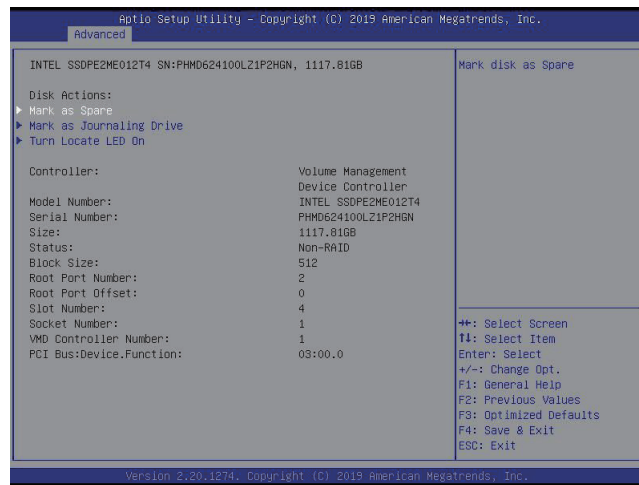 Aptio Setup Utility – Copyright (C) 2019 American Megatrends, Inc.
Advanced
INTEL SSDPE2ME012T4 SN:PHMD624100LZ1P2HGN, 1117.81GB
Mark disk as Spare
Disk Actions:
Mark as Spare
Mark as Journaling Drive
Turn Locate LED On
Controller: Volume Management
Device Controller
Model Number: INTEL SSDPE2ME012T4
Serial Number: PHMD624100LZ1P2HGN
Size: 1117.81GB
Status: Non-RAID
Block Size: 512
Root Port Number: 2
Root Port Offset: 0
Slot Number: 4
Socket Number: 1
VMD Controller Number: 1
PCI Bus:Device.Function: 03:00.0
→←: Select Screen
↑↓: Select Item
Enter: Select
+/-: Change Opt.
F1: General Help
F2: Previous Values
F3: Optimized Defaults
F4: Save & Exit
ESC: Exit
Version 2.20.1274. Copyright (C) 2019 American Megatrends, Inc.